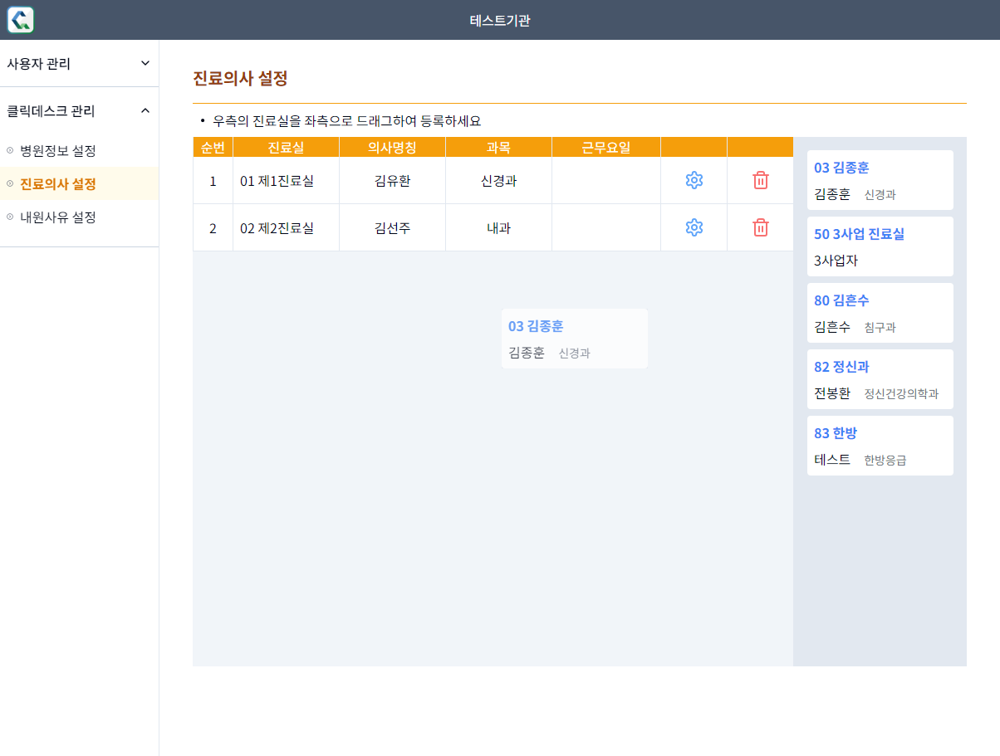 테스트기관
사용자 관리
클릭데스크 관리
병원정보 설정
진료의사 설정
내원사유 설정
진료의사 설정
• 우측의 진료실을 좌측으로 드래그하여 등록하세요
순번 진료실 의사명칭 과목 근무요일
1 01 제1진료실 김유환 신경과
2 02 제2진료실 김선주 내과
03 김종훈
김종훈 신경과
03 김종훈
김종훈 신경과
50 3사업 진료실
3사업자
80 김흔수
김흔수 침구과
82 정신과
전봉환 정신건강의학과
83 한방
테스트 한방응급